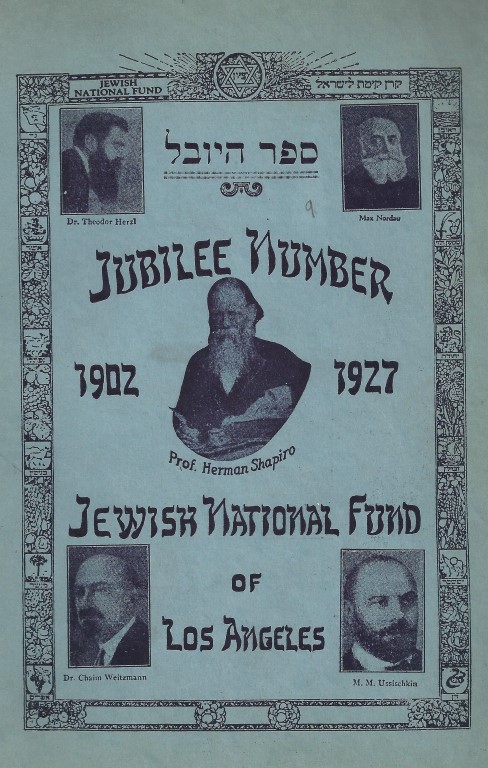 JEWISH
NATIONAL FUND
ציון
קרן קימת לישראל
ספר היובל
Dr. Theodor Herzl
Max Nordau
9
JUBILEE NUMBER
1902
1927
Prof. Herman Shapiro
JEWISH NATIONAL FUND
OF
LOS ANGELES
Dr. Chaim Weitzmann
M. M. Ussischkin